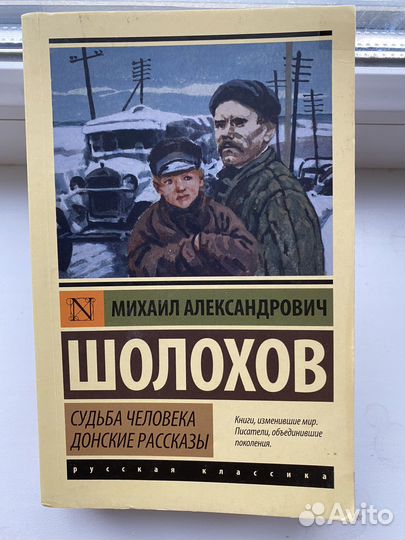 N
МИХАИЛ АЛЕКСАНДРОВИЧ
ШОЛОХОВ
СУДЬБА ЧЕЛОВЕКА
ДОНСКИЕ РАССКАЗЫ
Книги, изменившие мир.
Писатели, объединившие
поколения.
русская классика
Avito